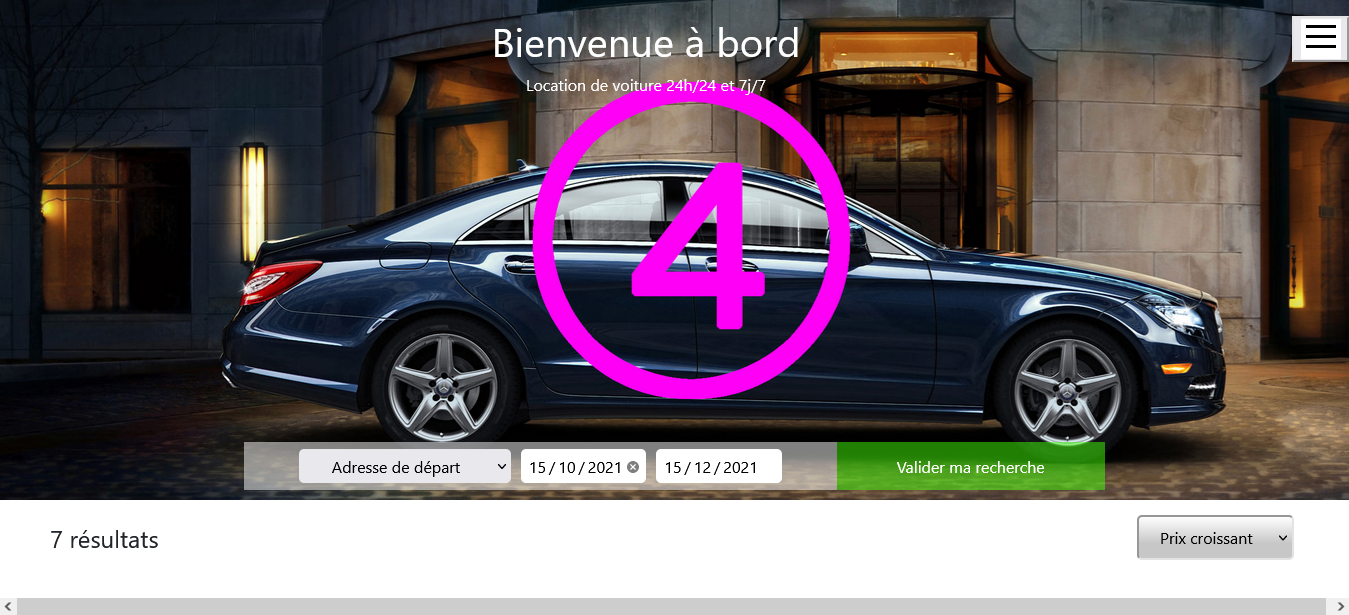 Bienvenue à bord
Location de voiture 24h/24 et 7j/7
4
Adresse de départ 15/10/2021 15/12/2021 Valider ma recherche
7 résultats Prix croissant